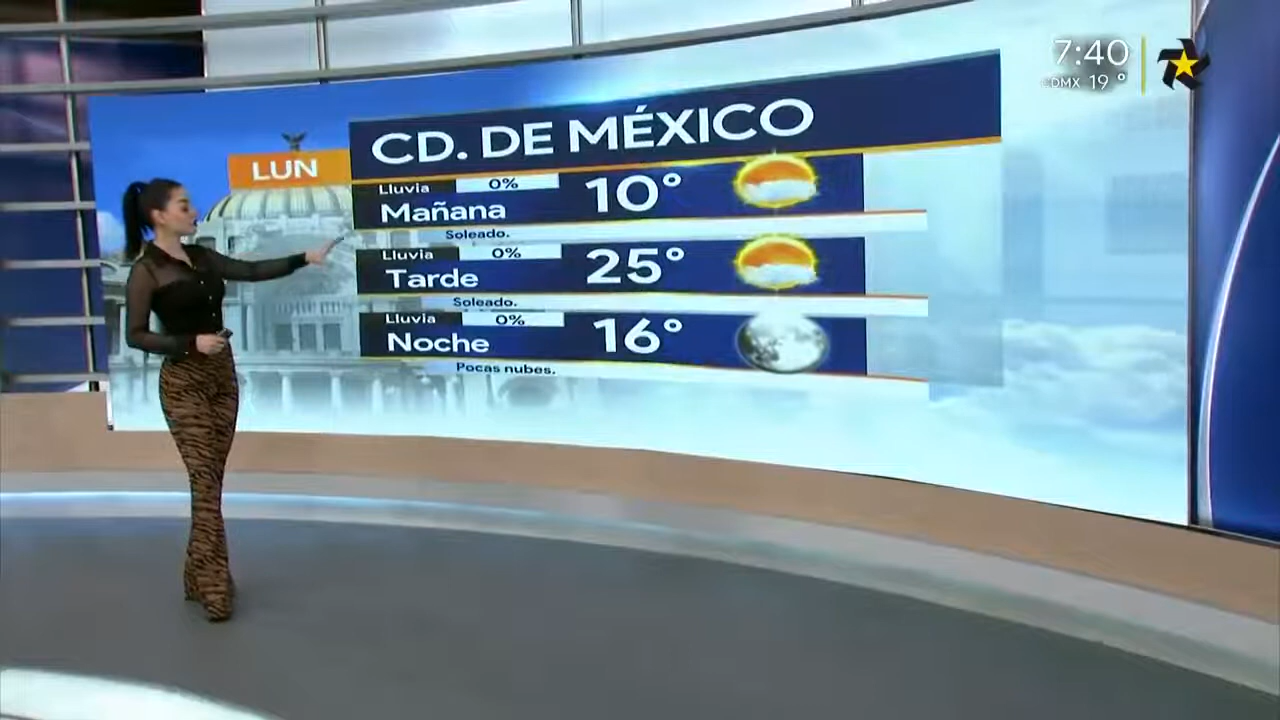 7:40
CDMX 19°
CD. DE MÉXICO
LUN
Lluvia 0%
Mañana 10°
Soleado.
Lluvia 0%
Tarde 25°
Soleado.
Lluvia 0%
Noche 16°
Pocas nubes.